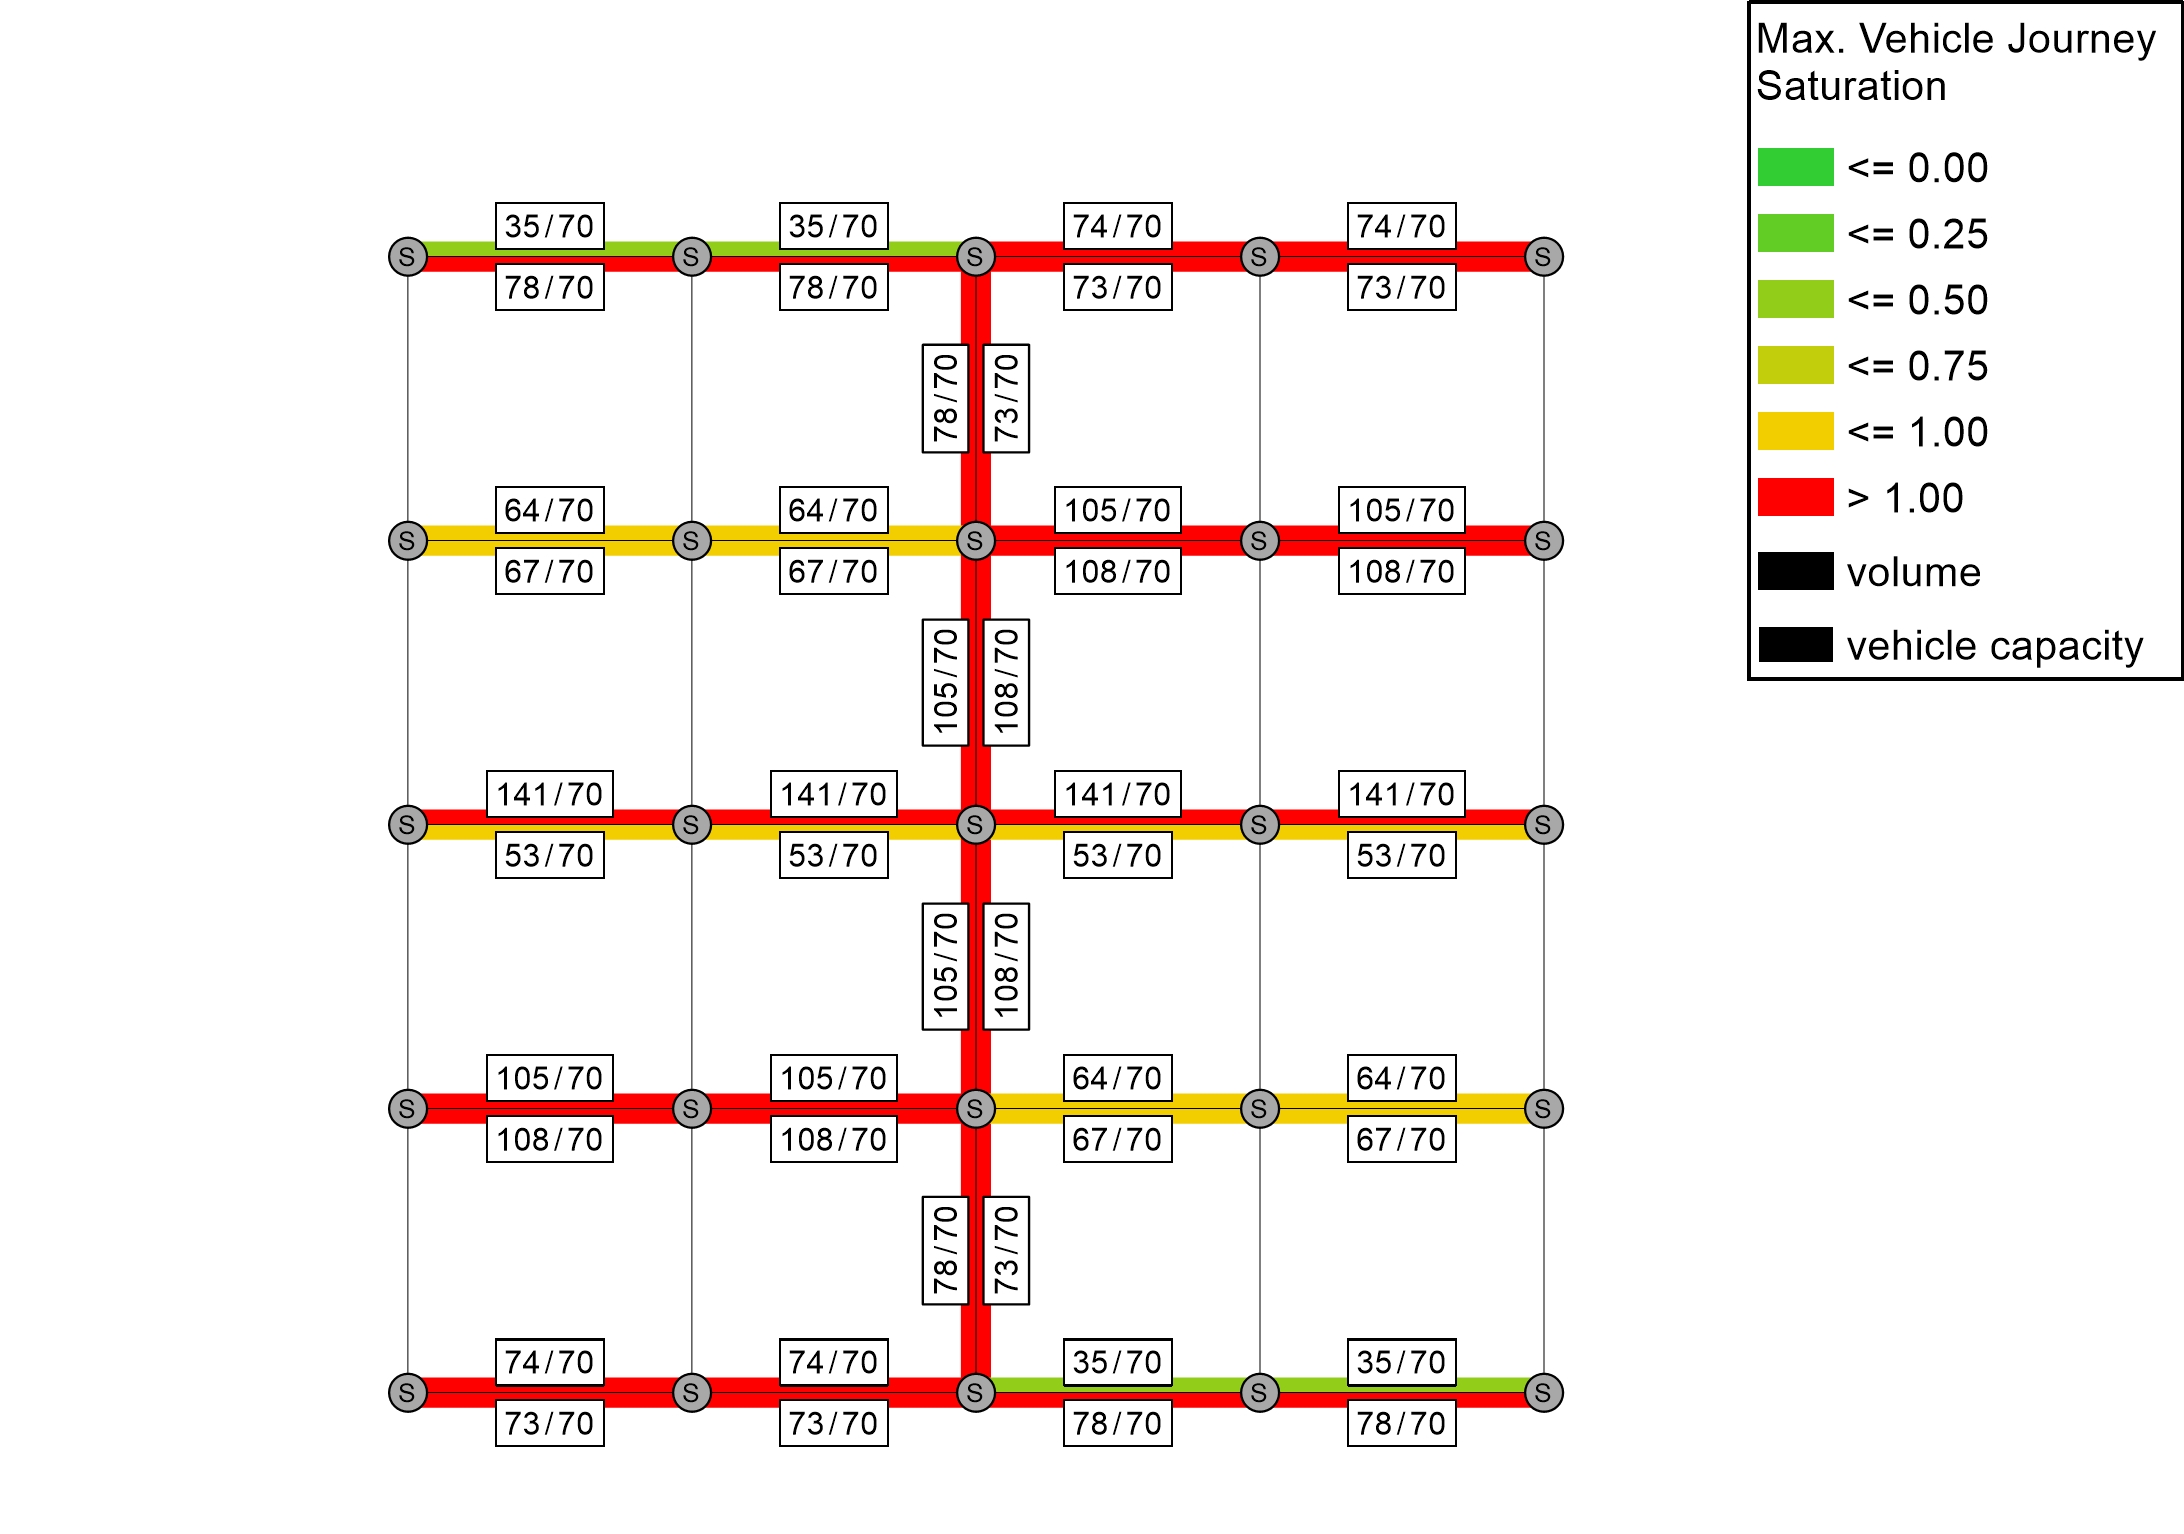 Max. Vehicle Journey
Saturation
<= 0.00
<= 0.25
<= 0.50
<= 0.75
<= 1.00
> 1.00
volume
vehicle capacity
35/70 35/70 74/70 74/70
S S S S S
78/70 78/70 73/70 73/70
78/70 73/70
64/70 64/70 105/70 105/70
S S S S S
67/70 67/70 108/70 108/70
105/70 108/70
141/70 141/70 141/70 141/70
S S S S S
53/70 53/70 53/70 53/70
105/70 108/70
105/70 105/70 64/70 64/70
S S S S S
108/70 108/70 67/70 67/70
78/70 73/70
74/70 74/70 35/70 35/70
S S S S S
73/70 73/70 78/70 78/70